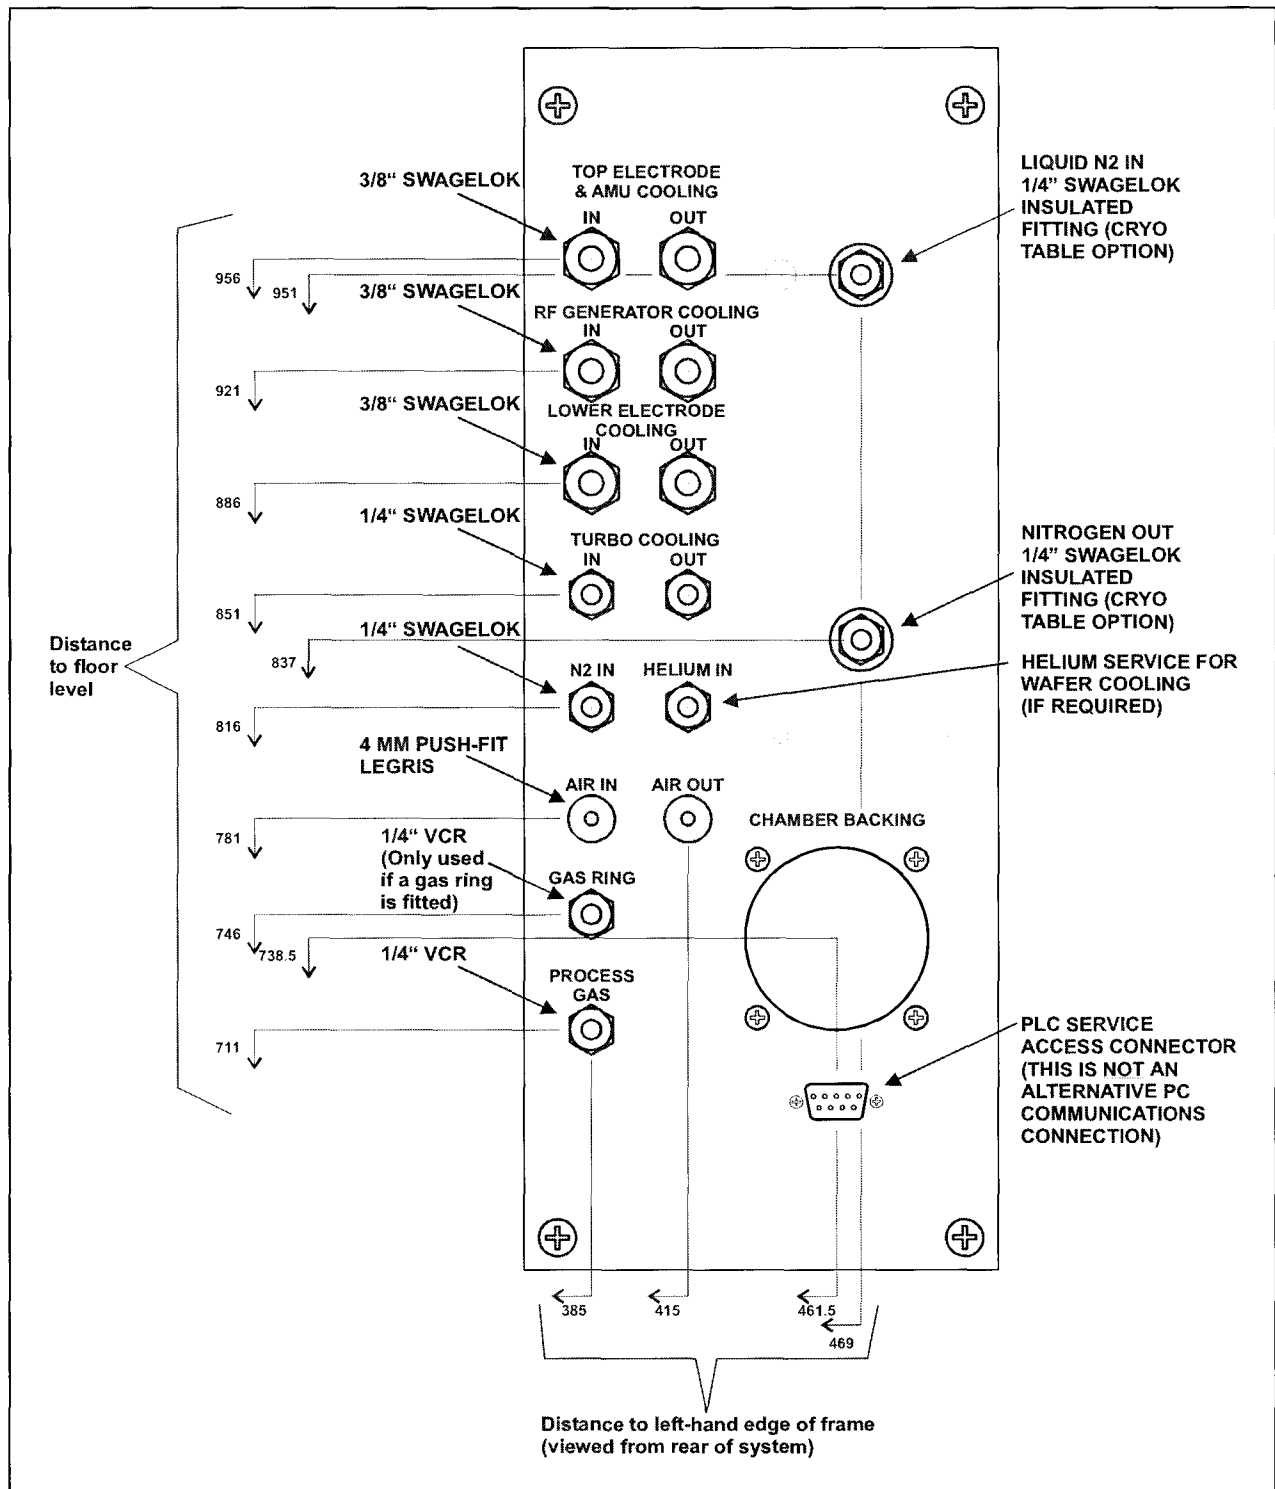 TOP ELECTRODE
& AMU COOLING
IN
OUT
3/8“ SWAGELOK
LIQUID N2 IN
1/4” SWAGELOK
INSULATED
FITTING (CRYO
TABLE OPTION)
956
951
3/8“ SWAGELOK
RF GENERATOR COOLING
IN
OUT
921
3/8“ SWAGELOK
LOWER ELECTRODE
COOLING
IN
OUT
886
1/4“ SWAGELOK
TURBO COOLING
IN
OUT
NITROGEN OUT
1/4” SWAGELOK
INSULATED
FITTING (CRYO
TABLE OPTION)
851
1/4“ SWAGELOK
Distance
to floor
level
837
N2 IN
HELIUM IN
HELIUM SERVICE FOR
WAFER COOLING
(IF REQUIRED)
816
4 MM PUSH-FIT
LEGRIS
AIR IN
AIR OUT
CHAMBER BACKING
781
1/4“ VCR
(Only used
if a gas ring
is fitted)
GAS RING
746
738.5
1/4“ VCR
PROCESS
GAS
711
PLC SERVICE
ACCESS CONNECTOR
(THIS IS NOT AN
ALTERNATIVE PC
COMMUNICATIONS
CONNECTION)
385
415
461.5
469
Distance to left-hand edge of frame
(viewed from rear of system)